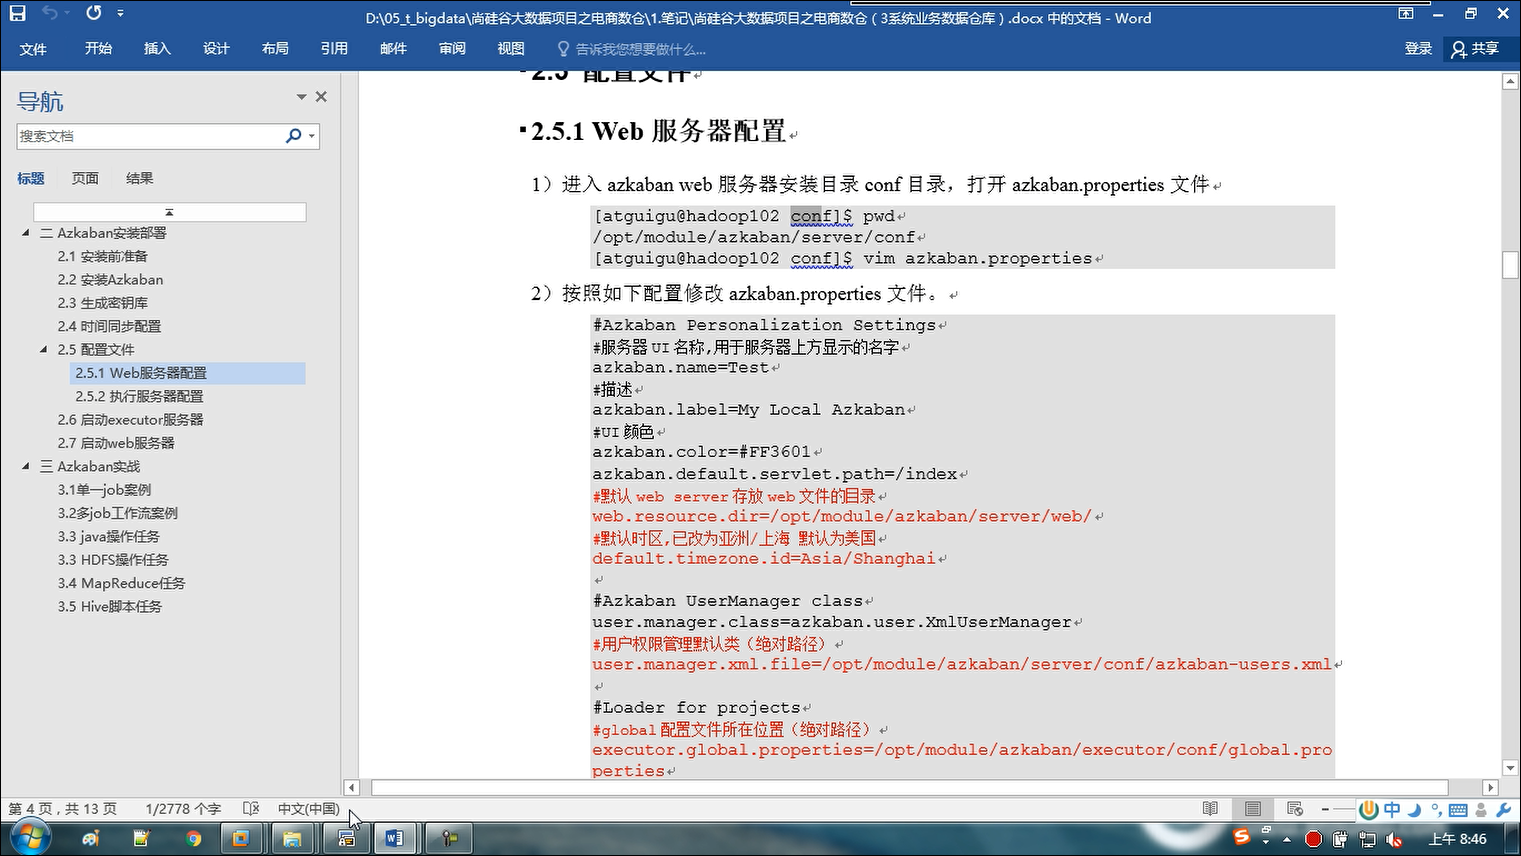 D:\05_t_bigdata\尚硅谷大数据项目之电商数仓\1.笔记\尚硅谷大数据项目之电商数仓（3系统业务数据仓库）.docx 中的文档 - Word
文件 开始 插入 设计 布局 引用 邮件 审阅 视图 告诉我您想要做什么... 登录 共享
导航
搜索文档
标题 页面 结果
二 Azkaban安装部署
2.1 安装前准备
2.2 安装Azkaban
2.3 生成密钥库
2.4 时间同步配置
2.5 配置文件
2.5.1 Web服务器配置
2.5.2 执行服务器配置
2.6 启动executor服务器
2.7 启动web服务器
三 Azkaban实战
3.1单一job案例
3.2多job工作流案例
3.3 java操作任务
3.3 HDFS操作任务
3.4 MapReduce任务
3.5 Hive脚本任务
2.5 配置文件
2.5.1 Web 服务器配置
1）进入 azkaban web 服务器安装目录 conf 目录，打开 azkaban.properties 文件
[atguigu@hadoop102 conf]$ pwd
/opt/module/azkaban/server/conf
[atguigu@hadoop102 conf]$ vim azkaban.properties
2）按照如下配置修改 azkaban.properties 文件。
#Azkaban Personalization Settings
#服务器 UI 名称,用于服务器上方显示的名字
azkaban.name=Test
#描述
azkaban.label=My Local Azkaban
#UI 颜色
azkaban.color=#FF3601
azkaban.default.servlet.path=/index
#默认 web server 存放 web 文件的目录
web.resource.dir=/opt/module/azkaban/server/web/
#默认时区,已改为亚洲/上海 默认为美国
default.timezone.id=Asia/Shanghai
#Azkaban UserManager class
user.manager.class=azkaban.user.XmlUserManager
#用户权限管理默认类（绝对路径）
user.manager.xml.file=/opt/module/azkaban/server/conf/azkaban-users.xml
#Loader for projects
#global 配置文件所在位置（绝对路径）
executor.global.properties=/opt/module/azkaban/executor/conf/global.pro
perties
第 4 页，共 13 页 1/2778 个字 中文(中国)
中
上午 8:46